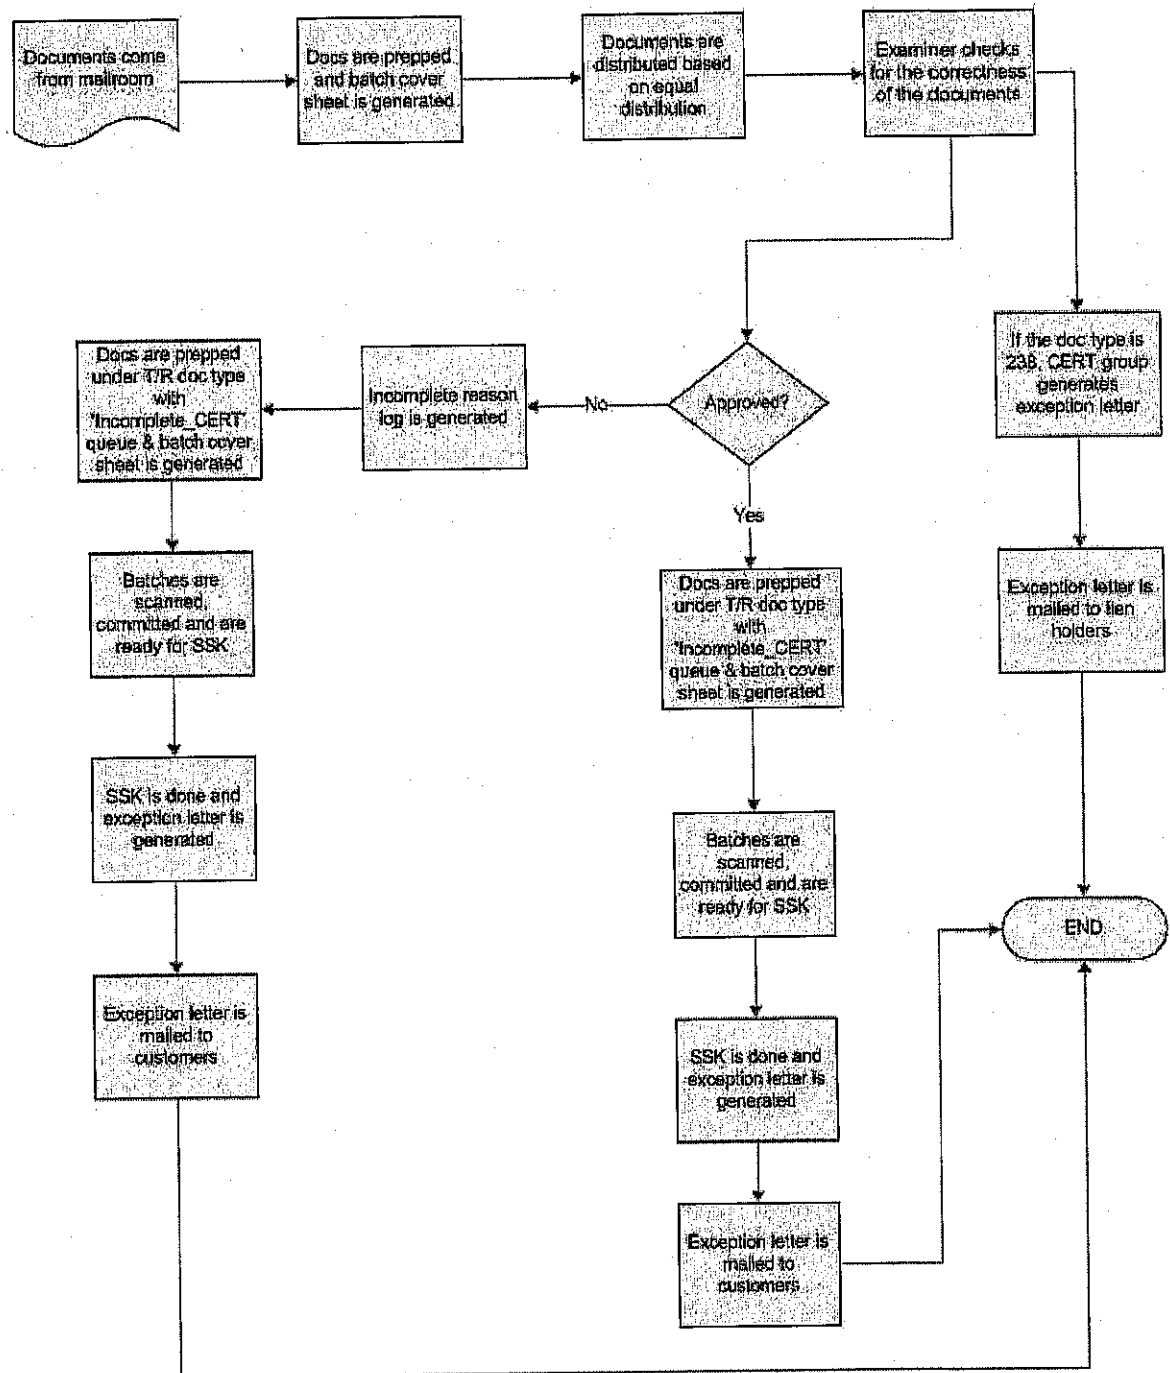 Documents come
from mailroom
Docs are prepped
and batch cover
sheet is generated
Documents are
distributed based
on equal
distribution
Examiner checks
for the correctness
of the documents
If the doc type is
238, CERT group
generates
exception letter
Docs are prepped
under T/R doc type
with
"Incomplete_CERT"
queue & batch cover
sheet is generated
Incomplete reason
log is generated
No
Approved?
Yes
Batches are
scanned,
committed and are
ready for SSK
Docs are prepped
under T/R doc type
with
"Incomplete_CERT"
queue & batch cover
sheet is generated
Exception letter is
mailed to lien
holders
SSK is done and
exception letter is
generated
Batches are
scanned,
committed and are
ready for SSK
END
Exception letter is
mailed to
customers
SSK is done and
exception letter is
generated
Exception letter is
mailed to
customers